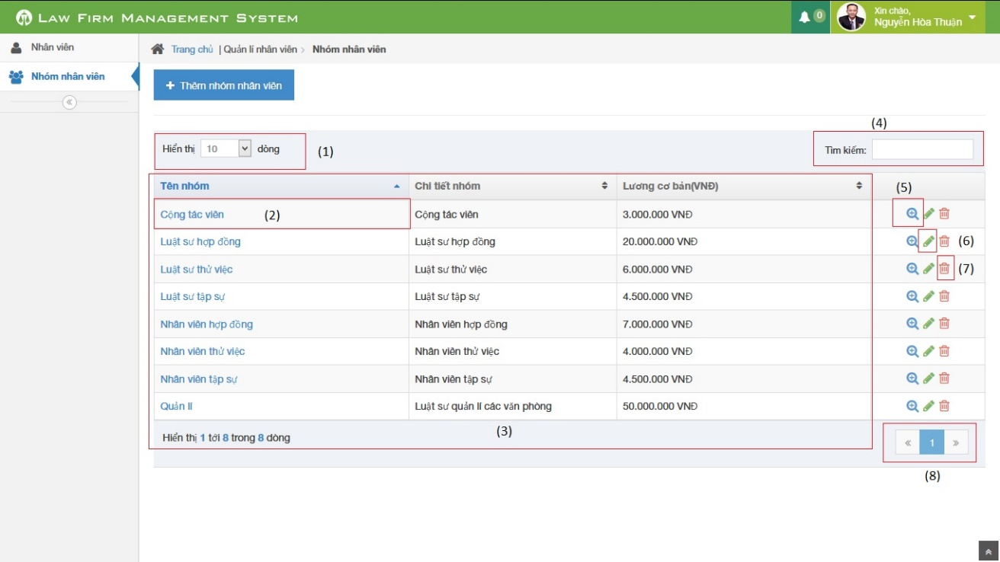 LAW FIRM MANAGEMENT SYSTEM
0
Xin chào,
Nguyễn Hòa Thuận
Nhân viên
Nhóm nhân viên
Trang chủ | Quản lí nhân viên > Nhóm nhân viên
+ Thêm nhóm nhân viên
(4)
Hiển thị 10 dòng (1)
Tìm kiếm:
Tên nhóm Chi tiết nhóm Lương cơ bản(VNĐ) (5)
Cộng tác viên (2) Cộng tác viên 3.000.000 VNĐ
Luật sư hợp đồng Luật sư hợp đồng 20.000.000 VNĐ (6)
Luật sư thử việc Luật sư thử việc 6.000.000 VNĐ (7)
Luật sư tập sự Luật sư tập sự 4.500.000 VNĐ
Nhân viên hợp đồng Nhân viên hợp đồng 7.000.000 VNĐ
Nhân viên thử việc Nhân viên thử việc 4.000.000 VNĐ
Nhân viên tập sự Nhân viên tập sự 4.500.000 VNĐ
Quản lí Luật sư quản lí các văn phòng 50.000.000 VNĐ
Hiển thị 1 tới 8 trong 8 dòng (3)
« 1 »
(8)